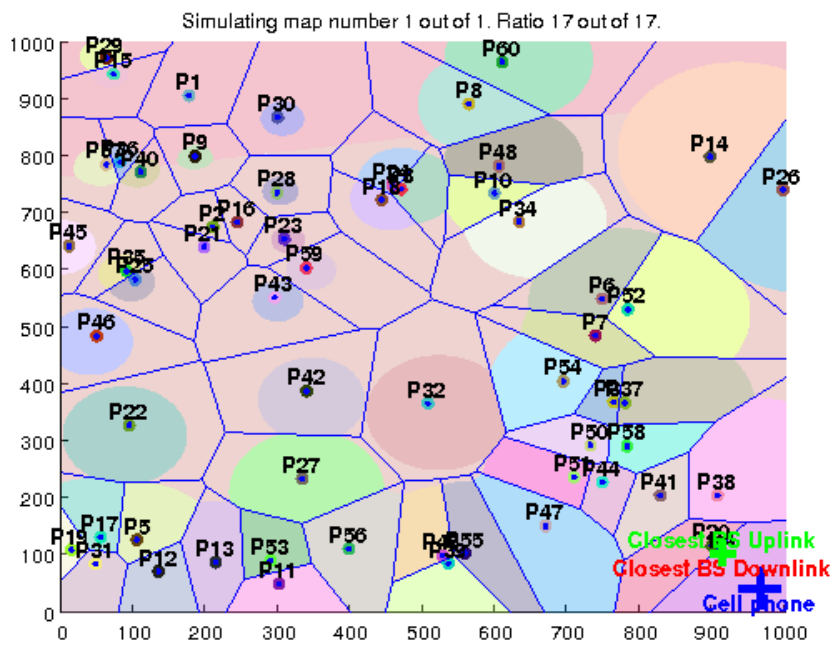 Simulating map number 1 out of 1. Ratio 17 out of 17.
1000
900
800
700
600
500
400
300
200
100
0
0 100 200 300 400 500 600 700 800 900 1000
P29
P15
P1
P30
P60
P8
P14
P9
P40
P48
P26
P28
P10
P18
P34
P2
P16
P45
P21
P23
P59
P25
P43
P6
P52
P46
P7
P54
P42
P32
P37
P22
P50
P58
P27
P51
P44
P41
P38
P47
P19
P17
P5
P31
P12
P13
P53
P11
P56
P55
Closest BS Uplink
Closest BS Downlink
Cell phone